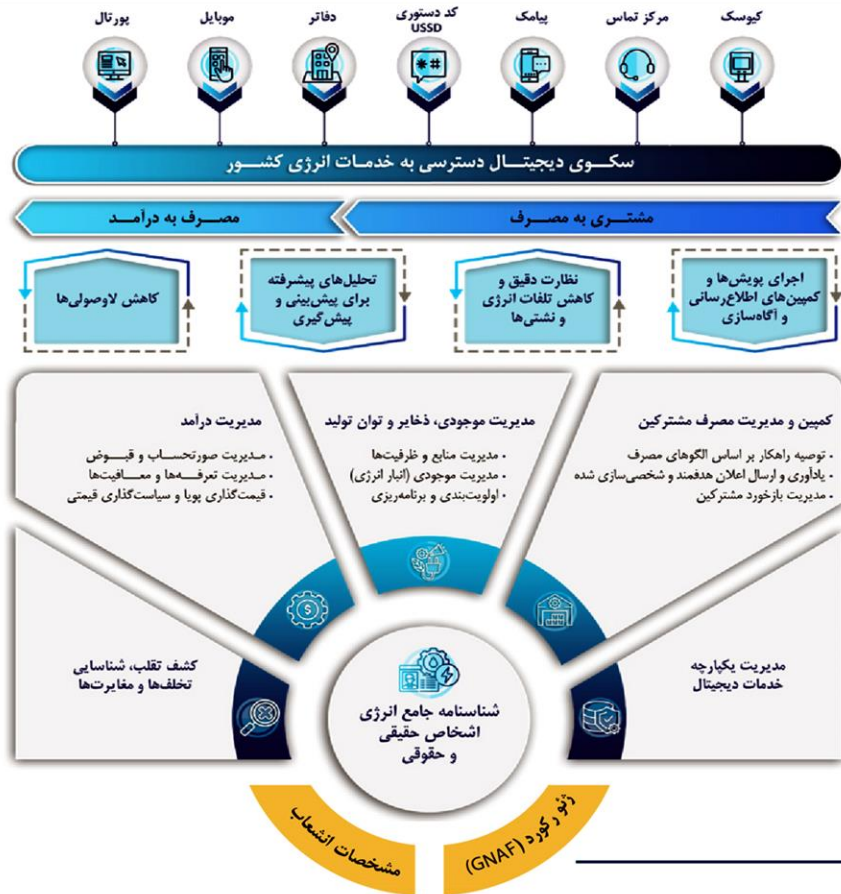 کیوسک
مرکز تماس
پیامک
کد دستوری
USSD
دفاتر
موبایل
پورتال
سکوی دیجیتال دسترسی به خدمات انرژی کشور
مشتری به مصرف
مصرف به درآمد
اجرای پویش‌ها و
کمپین‌های اطلاع‌رسانی
و آگاه‌سازی
نظارت دقیق و
کاهش تلفات انرژی
و نشتی‌ها
تحلیل‌های پیشرفته
برای پیش‌بینی و
پیش‌گیری
کاهش لاوصولی‌ها
کمپین و مدیریت مصرف مشترکین
• توصیه راهکار بر اساس الگوهای مصرف
• یادآوری و ارسال اعلان هدفمند و شخصی‌سازی شده
• مدیریت بازخورد مشترکین
مدیریت موجودی، ذخایر و توان تولید
• مدیریت منابع و ظرفیت‌ها
• مدیریت موجودی (انبار انرژی)
• اولویت‌بندی و برنامه‌ریزی
مدیریت درآمد
• مدیریت صورتحساب و قبوض
• مدیریت تعرفه‌ها و معافیت‌ها
• قیمت‌گذاری پویا و سیاست‌گذاری قیمتی
مدیریت یکپارچه
خدمات دیجیتال
کشف تقلب، شناسایی
تخلف‌ها و مغایرت‌ها
شناسنامه جامع انرژی
اشخاص حقیقی
و حقوقی
ژئو رکورد (GNAF)
مشخصات انشعاب